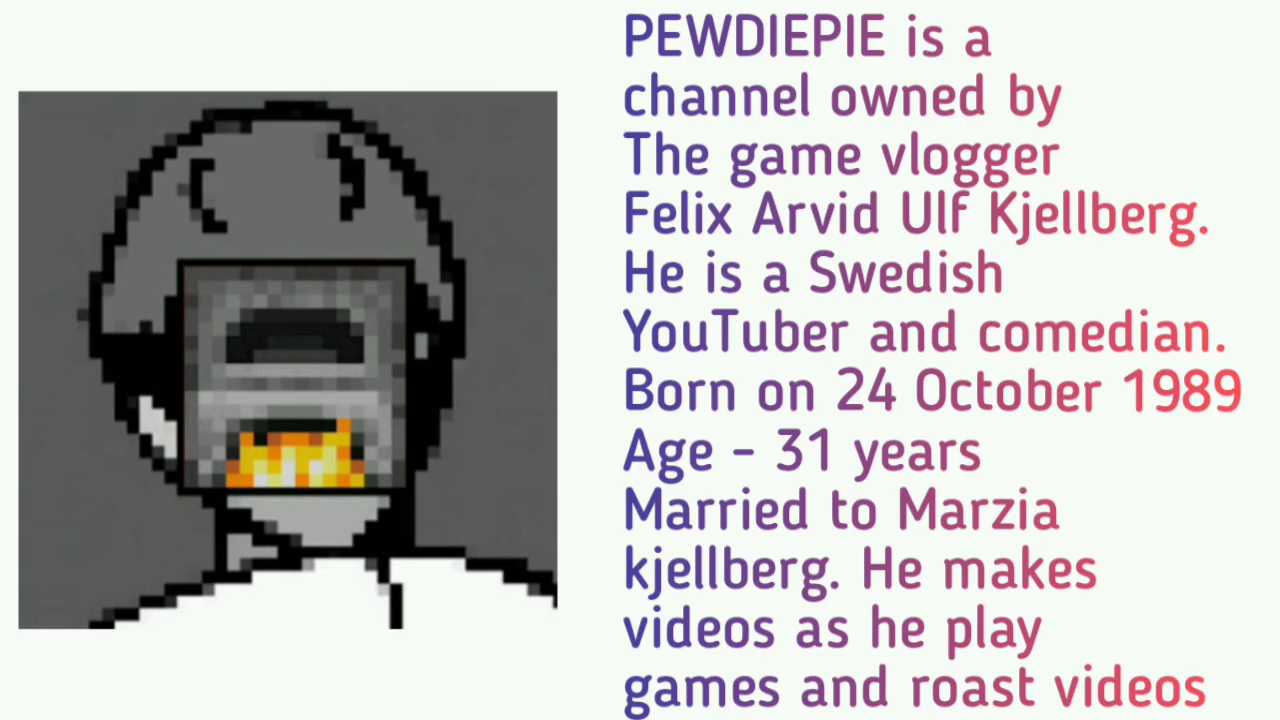 PEWDIEPIE is a
channel owned by
The game vlogger
Felix Arvid Ulf Kjellberg.
He is a Swedish
YouTuber and comedian.
Born on 24 October 1989
Age - 31 years
Married to Marzia
kjellberg. He makes
videos as he play
games and roast videos